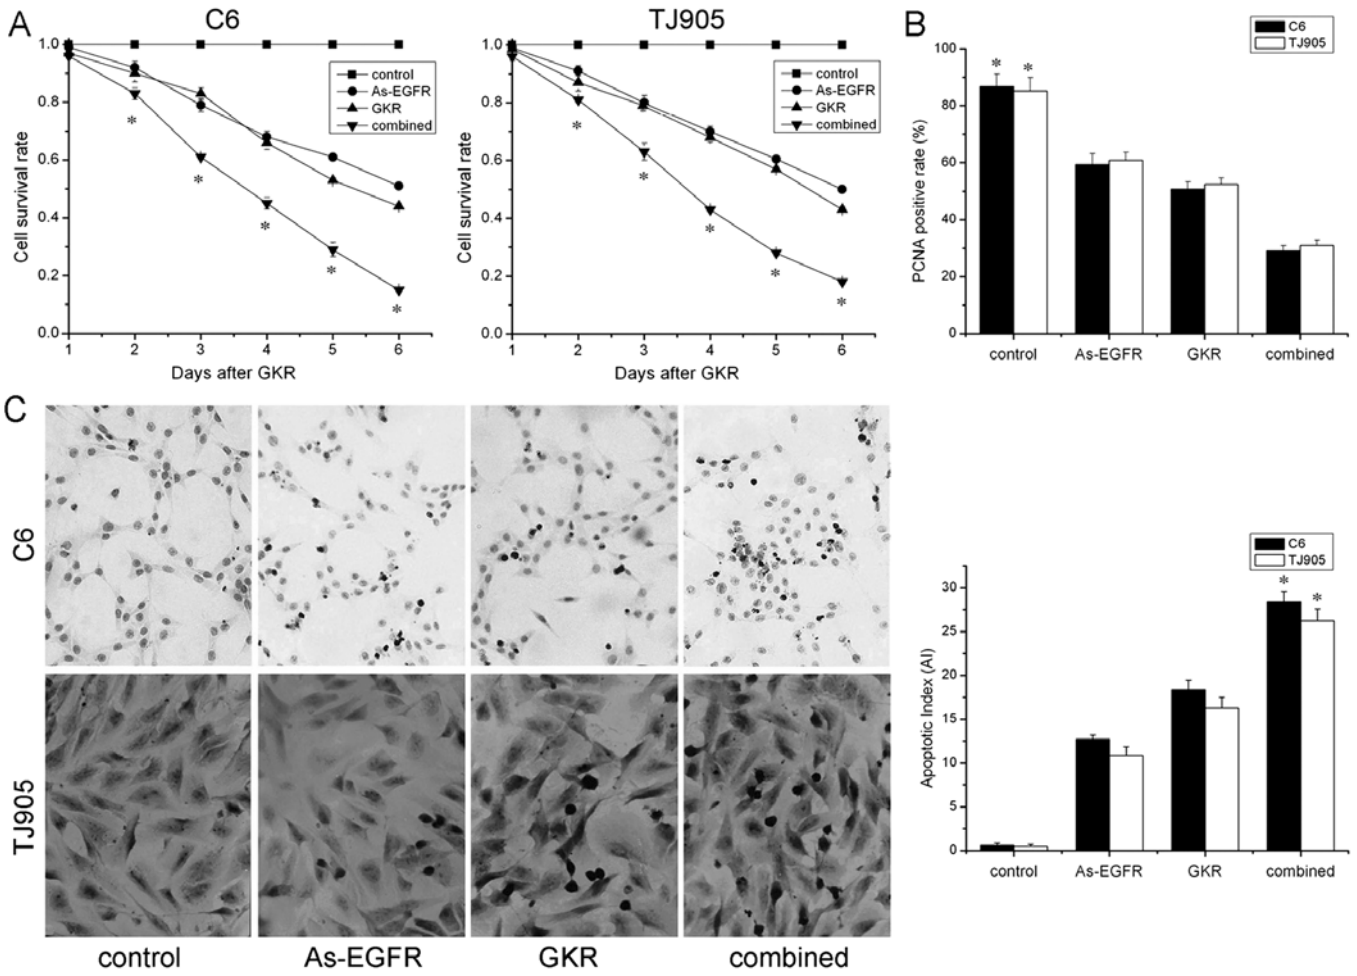 A
C6
1.0
0.8
0.6
0.4
0.2
0.0
Cell survival rate
control
As-EGFR
GKR
combined
*
*
*
*
*
1 2 3 4 5 6
Days after GKR
TJ905
1.0
0.8
0.6
0.4
0.2
0.0
Cell survival rate
control
As-EGFR
GKR
combined
*
*
*
*
*
1 2 3 4 5 6
Days after GKR
B
C6
TJ905
100
80
60
40
20
0
PCNA positive rate (%)
* *
control As-EGFR GKR combined
C
C6
TJ905
control As-EGFR GKR combined
C6
TJ905
30
25
20
15
10
5
0
Apoptotic Index (AI)
* *
control As-EGFR GKR combined